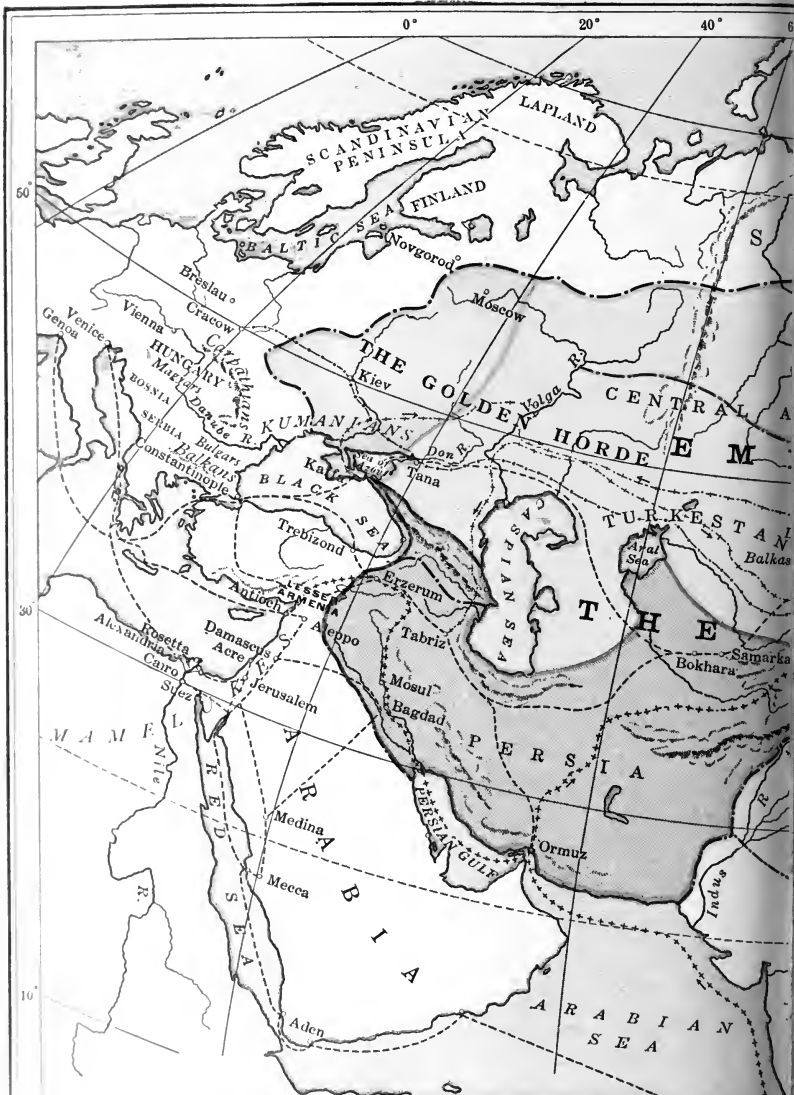 0° 20° 40° 6
50°
30°
10°
LAPLAND
SCANDINAVIAN
PENINSULA
FINLAND
BALTIC SEA
Novgorod
S
Breslau
Cracow
Moscow
Venice
Genoa
Vienna
Carpathians
HUNGARY
Magyar
Danube
R.
BOSNIA
SERBIA
Bulgars
Balkans
Constantinople
Kiev
THE GOLDEN HORDE
Volga R.
CENTRAL A
KUMANIANS
Don R.
Sea of Azov
Tana
Kaffa
BLACK SEA
EM
TURKESTAN
Balkas
Aral
Sea
CASPIAN SEA
Trebizond
LESSER
ARMENIA
Erzerum
Antioch
Aleppo
THE
Samarka
Bokhara
Tabriz
Rosetta
Alexandria
Cairo
Suez
Damascus
Acre
Jerusalem
Mosul
Bagdad
MAMEL
Nile
R.
RED SEA
ARABIA
PERSIA
PERSIAN GULF
Medina
Mecca
Ormuz
Indus R
Aden
ARABIAN
SEA